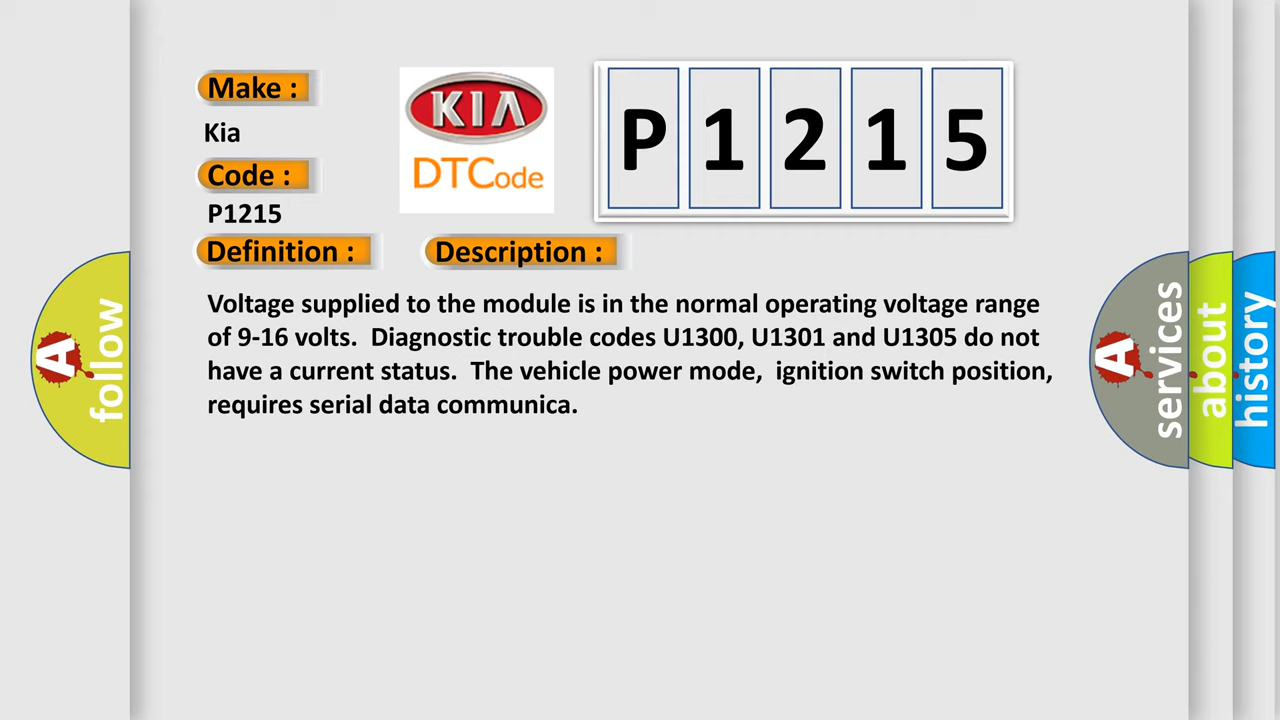 Make :
Kia
Code :
P1215
KIA
DTCode
P 1 2 1 5
Definition :
Description :
Voltage supplied to the module is in the normal operating voltage range
of 9-16 volts  Diagnostic trouble codes U1300, U1301 and U1305 do not
have a current status  The vehicle power mode,  ignition switch position,
requires serial data communica.
A follow
A services
about
history